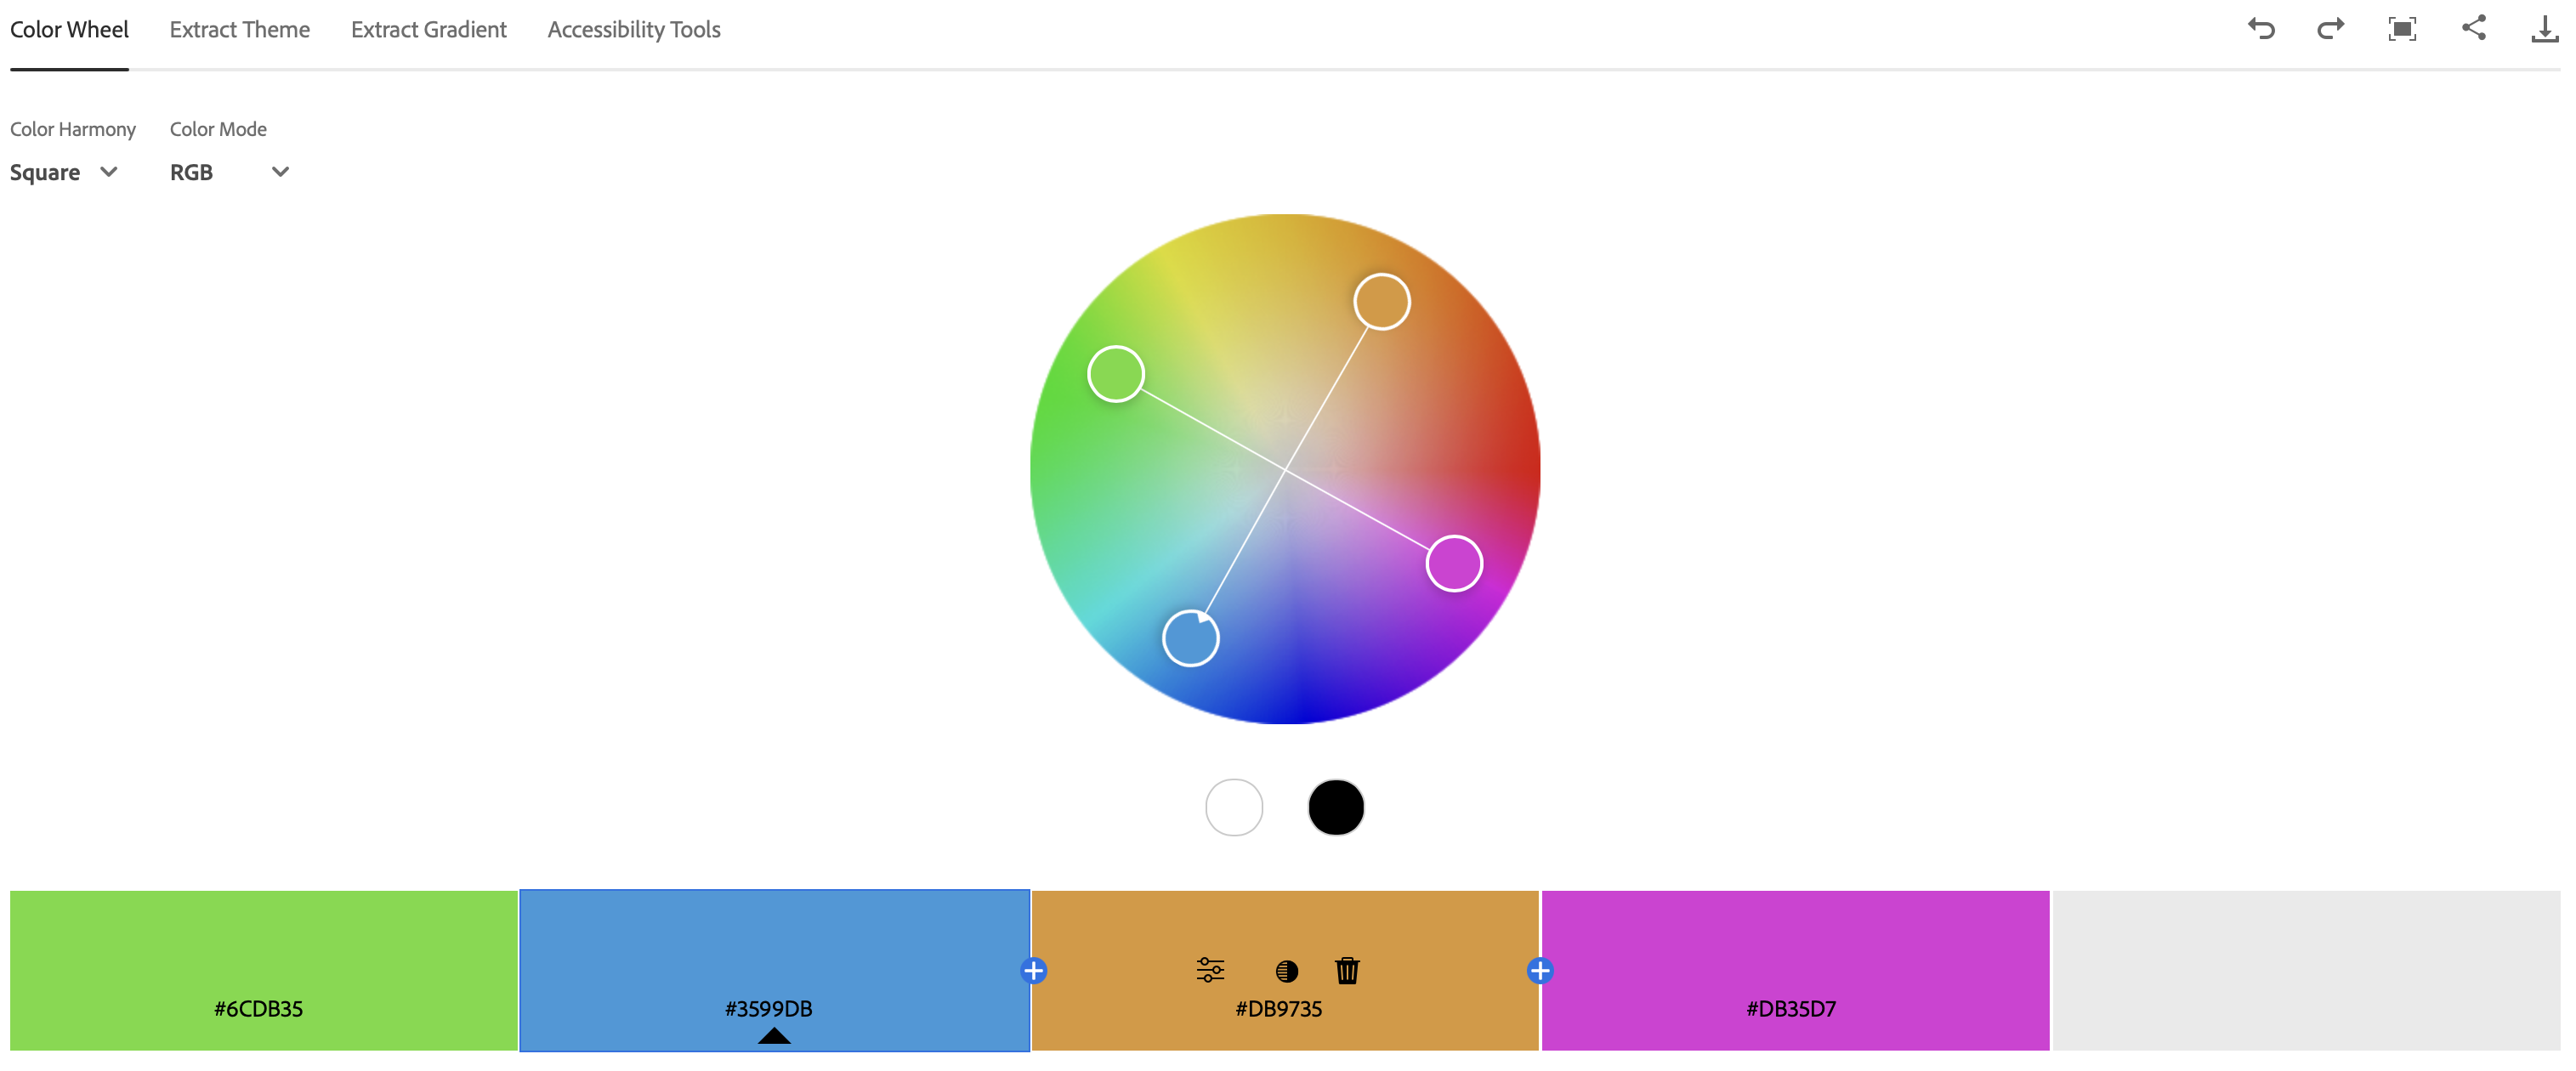 Color Wheel Extract Theme Extract Gradient Accessibility Tools
Color Harmony Color Mode
Square RGB
#6CDB35 #3599DB #DB9735 #DB35D7